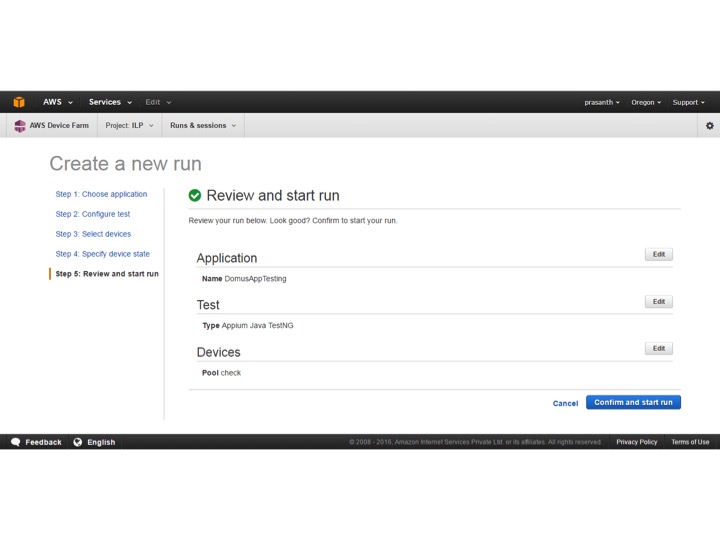 AWS Services Edit prasanth Oregon Support
AWS Device Farm Project: ILP Runs & sessions
Create a new run
Step 1: Choose application
Step 2: Configure test
Step 3: Select devices
Step 4: Specify device state
Step 5: Review and start run
Review and start run
Review your run below. Look good? Confirm to start your run.
Application Edit
Name DomusAppTesting
Test Edit
Type Appium Java TestNG
Devices Edit
Pool check
Cancel Confirm and start run
Feedback English © 2008 - 2016, Amazon Internet Services Private Ltd. or its affiliates. All rights reserved. Privacy Policy Terms of Use